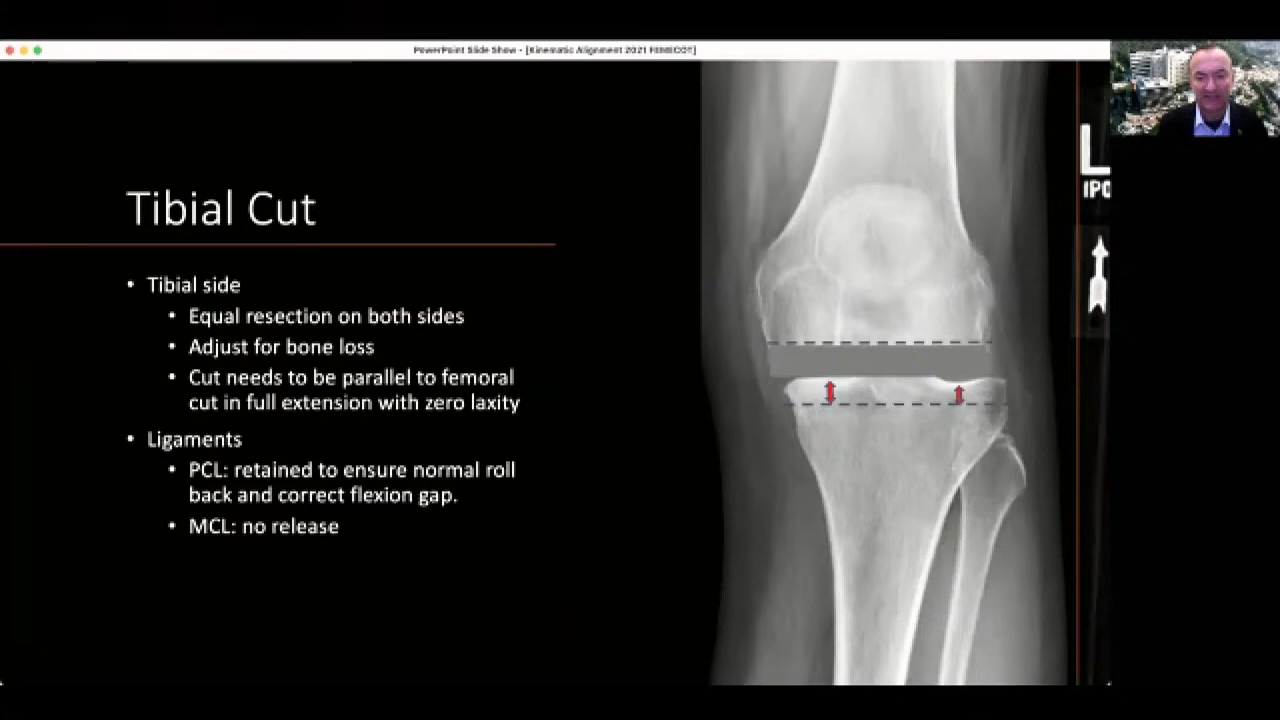 PowerPoint Slide Show - [Kinematic Alignment 2021 FEMECOT]
Tibial Cut
• Tibial side
• Equal resection on both sides
• Adjust for bone loss
• Cut needs to be parallel to femoral
cut in full extension with zero laxity
• Ligaments
• PCL: retained to ensure normal roll
back and correct flexion gap.
• MCL: no release
L